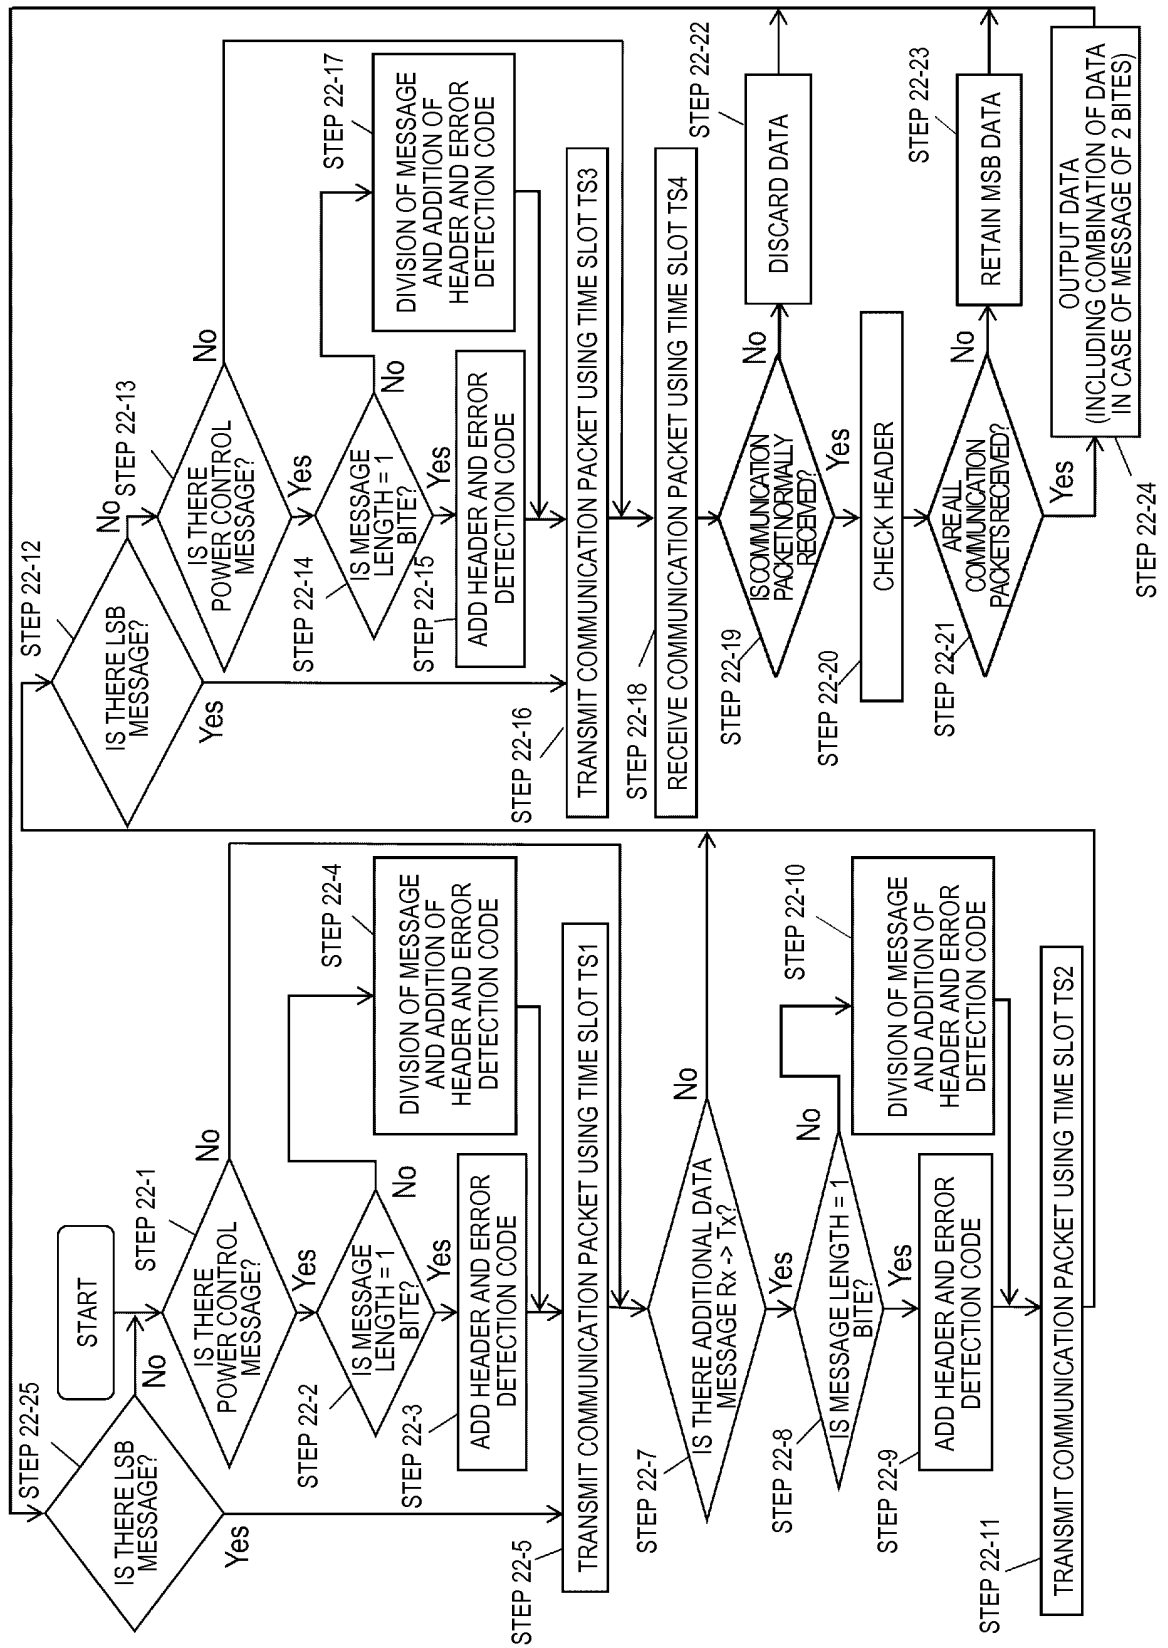 START
STEP 22-25
IS THERE LSB
MESSAGE?
No
Yes
STEP 22-1
IS THERE
POWER CONTROL
MESSAGE?
No
Yes
STEP 22-2
IS MESSAGE
LENGTH = 1
BITE?
No
Yes
STEP 22-3
ADD HEADER AND ERROR
DETECTION CODE
STEP 22-4
DIVISION OF MESSAGE
AND ADDITION OF
HEADER AND ERROR
DETECTION CODE
STEP 22-5
TRANSMIT COMMUNICATION PACKET USING TIME SLOT TS1
STEP 22-7
IS THERE ADDITIONAL DATA
MESSAGE Rx -> Tx?
No
Yes
STEP 22-8
IS MESSAGE LENGTH = 1
BITE?
No
Yes
STEP 22-9
ADD HEADER AND ERROR
DETECTION CODE
STEP 22-10
DIVISION OF MESSAGE
AND ADDITION OF
HEADER AND ERROR
DETECTION CODE
STEP 22-11
TRANSMIT COMMUNICATION PACKET USING TIME SLOT TS2
STEP 22-12
IS THERE LSB
MESSAGE?
No
Yes
STEP 22-13
IS THERE
POWER CONTROL
MESSAGE?
No
Yes
STEP 22-14
IS MESSAGE
LENGTH = 1
BITE?
No
Yes
STEP 22-15
ADD HEADER AND ERROR
DETECTION CODE
STEP 22-17
DIVISION OF MESSAGE
AND ADDITION OF
HEADER AND ERROR
DETECTION CODE
STEP 22-16
TRANSMIT COMMUNICATION PACKET USING TIME SLOT TS3
STEP 22-18
RECEIVE COMMUNICATION PACKET USING TIME SLOT TS4
STEP 22-19
IS COMMUNICATION
PACKET NORMALLY
RECEIVED?
No
Yes
STEP 22-22
DISCARD DATA
STEP 22-20
CHECK HEADER
STEP 22-21
ARE ALL
COMMUNICATION
PACKETS RECEIVED?
No
Yes
STEP 22-23
RETAIN MSB DATA
STEP 22-24
OUTPUT DATA
(INCLUDING COMBINATION OF DATA
IN CASE OF MESSAGE OF 2 BITES)